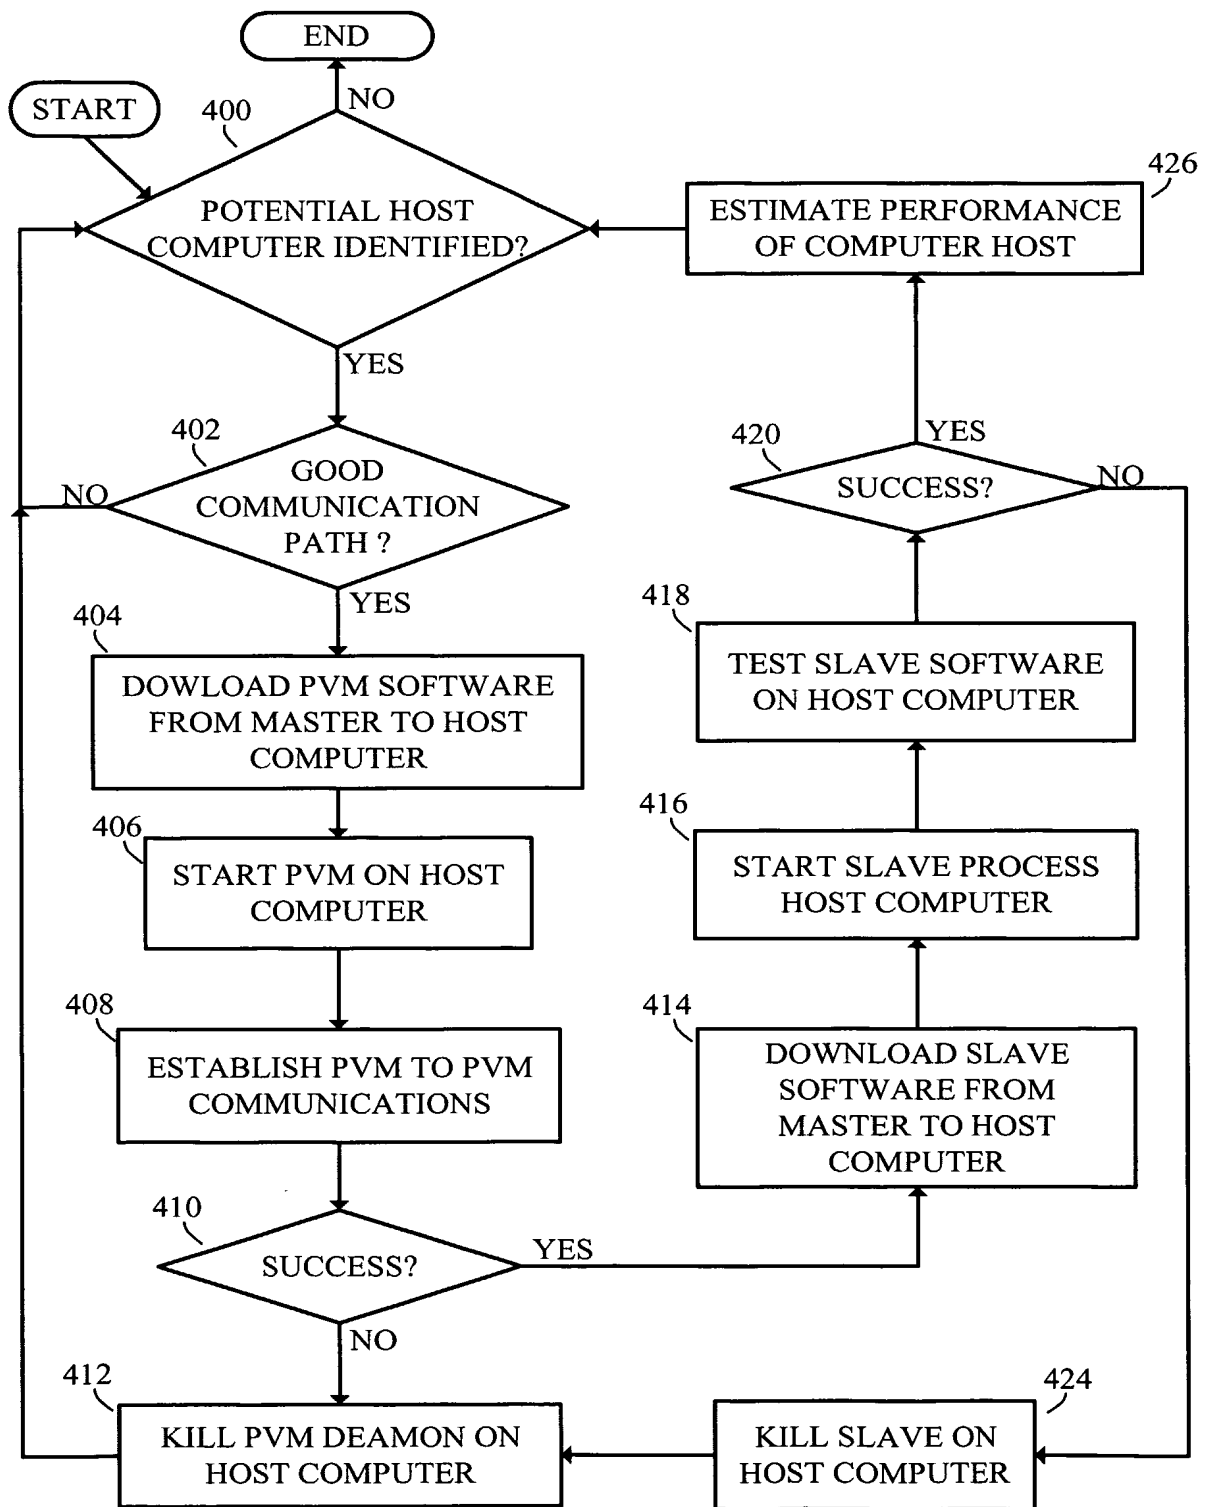 END
NO
START
400
POTENTIAL HOST
COMPUTER IDENTIFIED?
YES
426
ESTIMATE PERFORMANCE
OF COMPUTER HOST
402
GOOD
COMMUNICATION
PATH ?
NO
YES
420
SUCCESS?
YES
NO
404
DOWLOAD PVM SOFTWARE
FROM MASTER TO HOST
COMPUTER
418
TEST SLAVE SOFTWARE
ON HOST COMPUTER
406
START PVM ON HOST
COMPUTER
416
START SLAVE PROCESS
HOST COMPUTER
408
ESTABLISH PVM TO PVM
COMMUNICATIONS
414
DOWNLOAD SLAVE
SOFTWARE FROM
MASTER TO HOST
COMPUTER
410
SUCCESS?
YES
NO
412
KILL PVM DEAMON ON
HOST COMPUTER
424
KILL SLAVE ON
HOST COMPUTER